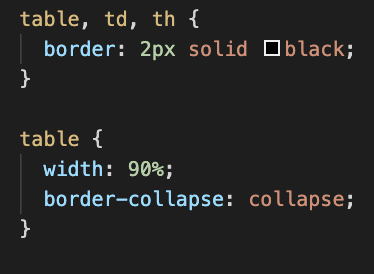 table, td, th {
border: 2px solid black;
}
table {
width: 90%;
border-collapse: collapse;
}